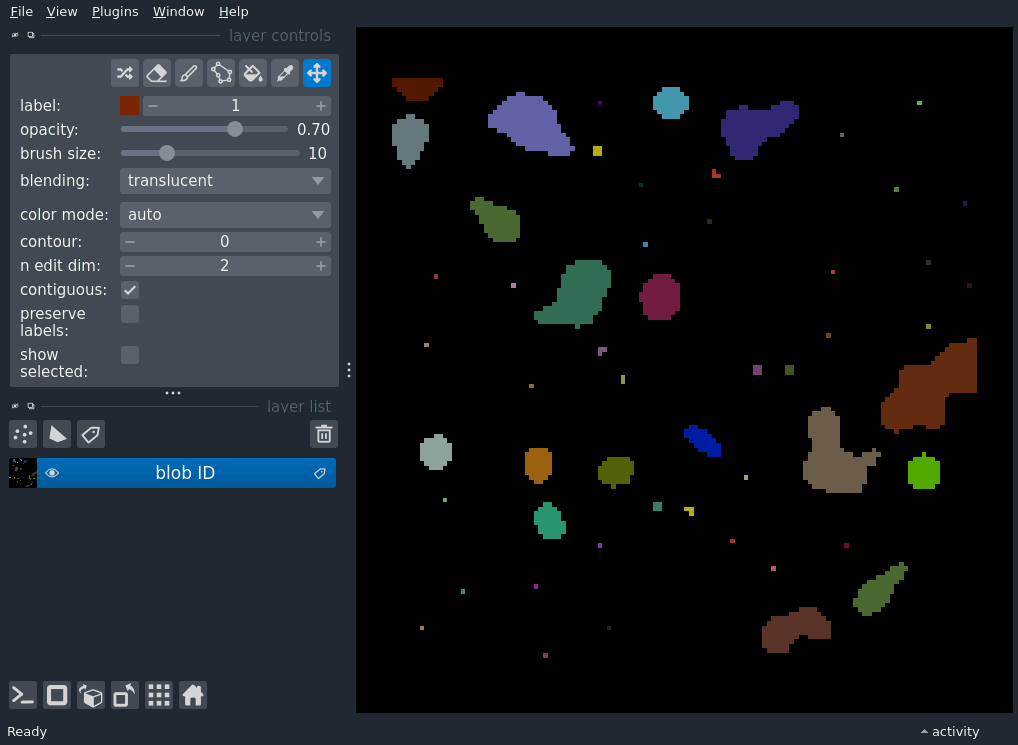 File View Plugins Window Help
layer controls
label: 1
opacity: 0.70
brush size: 10
blending: translucent
color mode: auto
contour: 0
n edit dim: 2
contiguous:
preserve
labels:
show
selected:
layer list
blob ID
Ready
activity